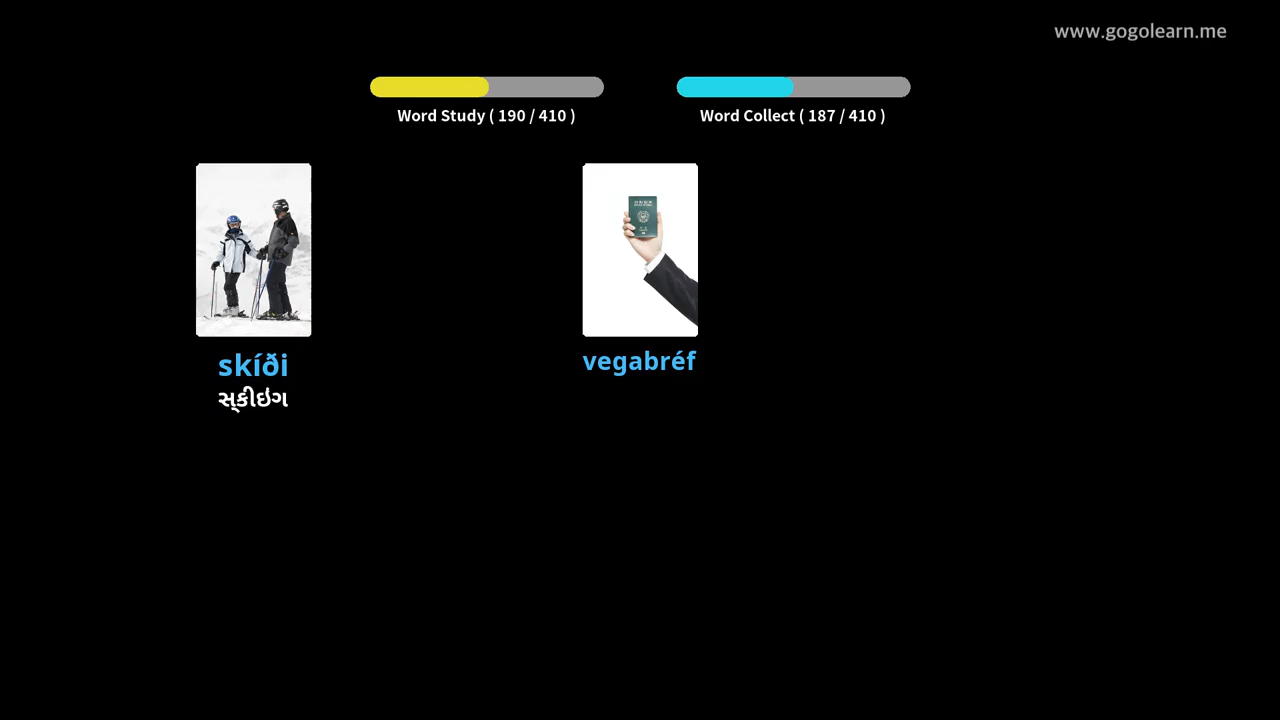 www.gogolearn.me
Word Study ( 190 / 410 )
Word Collect ( 187 / 410 )
skíði
સ્કીઇંગ
vegabréf